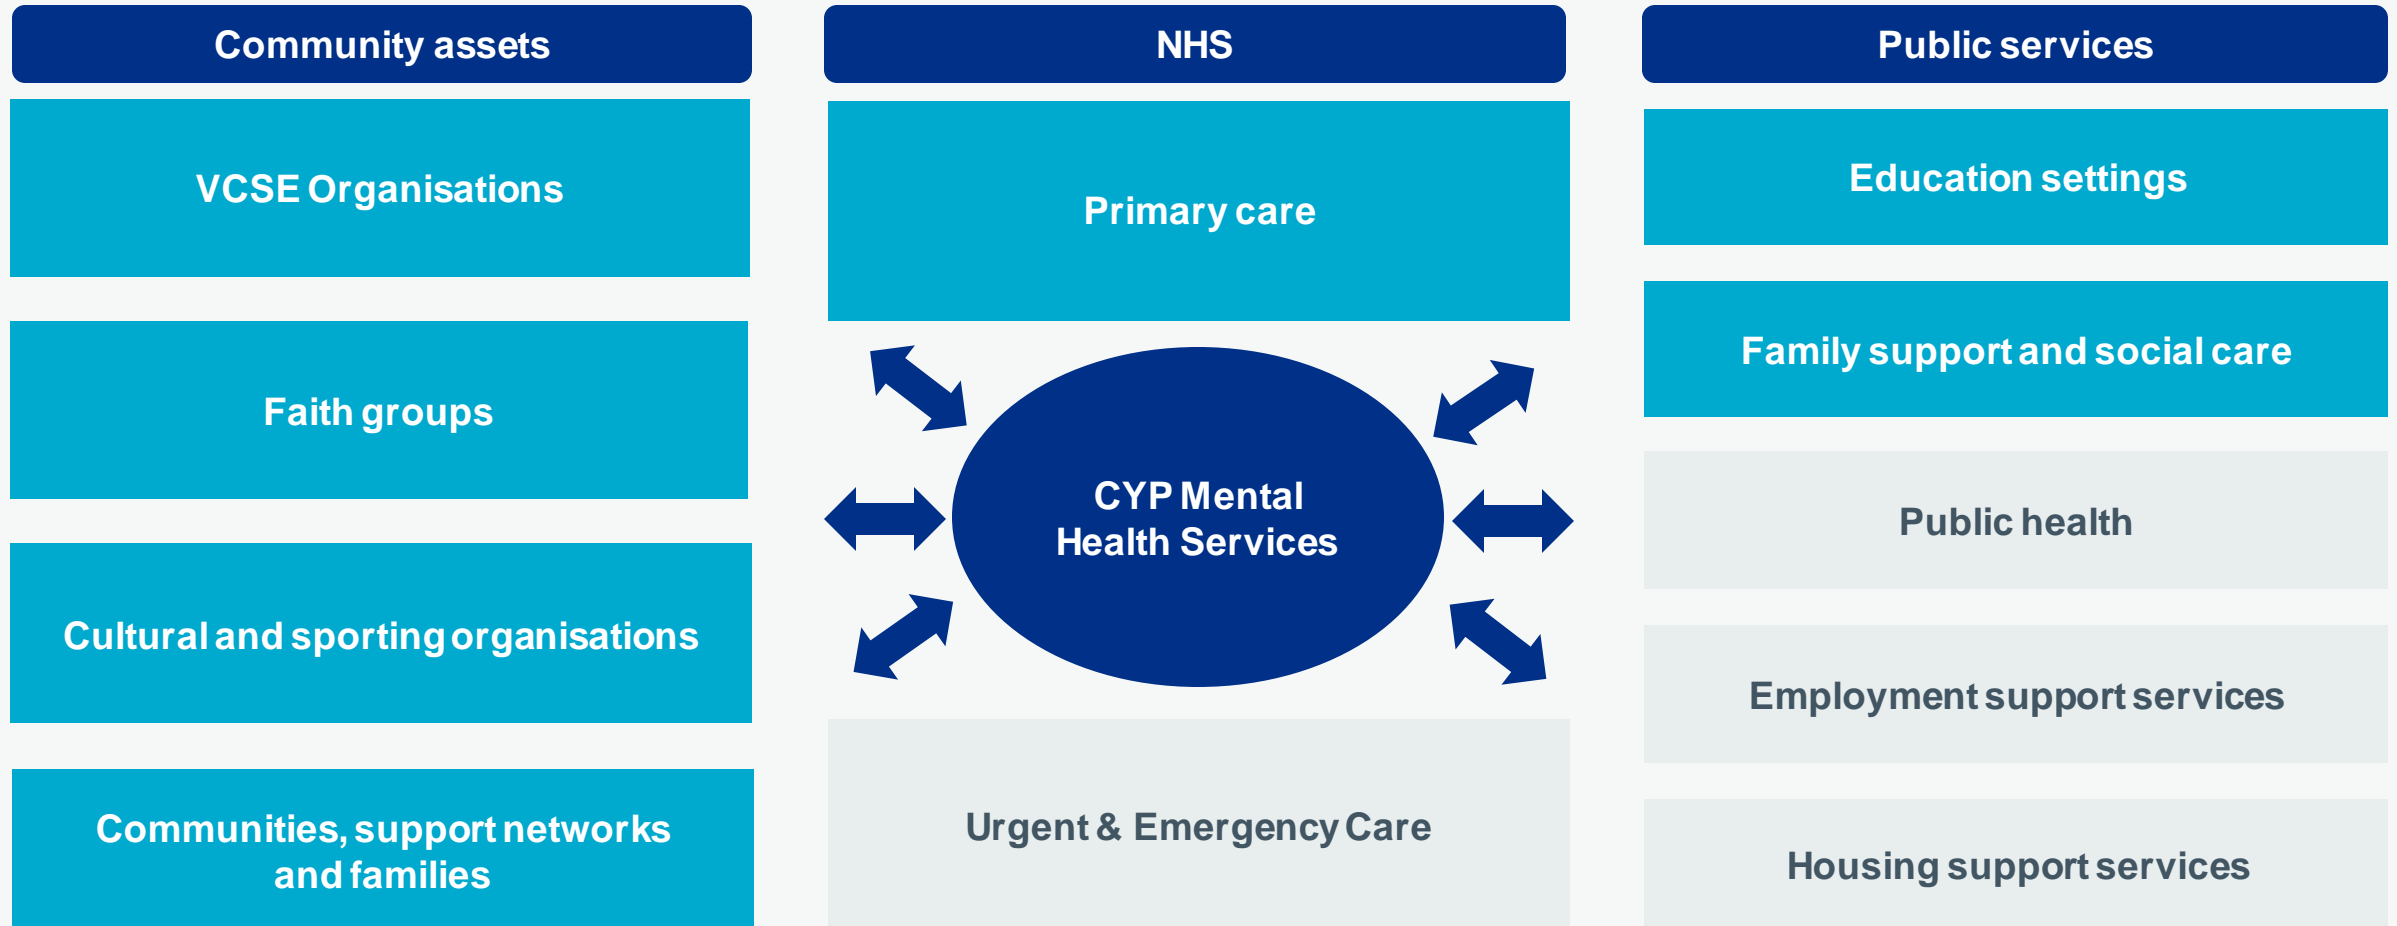 Community assets
VCSE Organisations
Faith groups
Cultural and sporting organisations
Communities, support networks
and families
NHS
Primary care
CYP Mental
Health Services
Urgent & Emergency Care
Public services
Education settings
Family support and social care
Public health
Employment support services
Housing support services